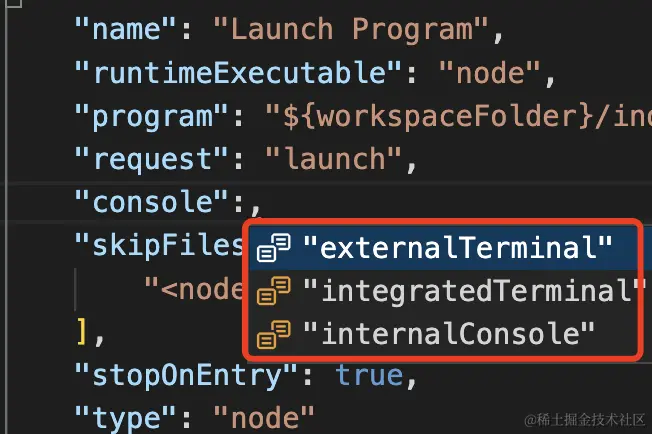 "name": "Launch Program",
"runtimeExecutable": "node",
"program": "${workspaceFolder}/
"request": "launch",
"console":,
"skipFiles
"externalTerminal"
"<node
"integratedTerminal"
],
"internalConsole"
"stopOnEntry": true,
"type": "node"
@稀土掘金技术社区